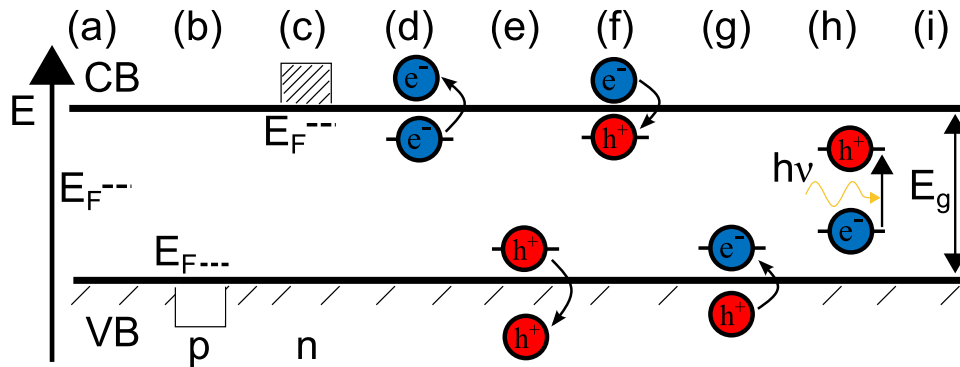 (a) (b) (c) (d) (e) (f) (g) (h) (i)
CB
e⁻ e⁻
E
E_F e⁻ h⁺
h⁺
hν
E_g
E_F
e⁻
E_F h⁺ e⁻
VB
h⁺ h⁺
p n